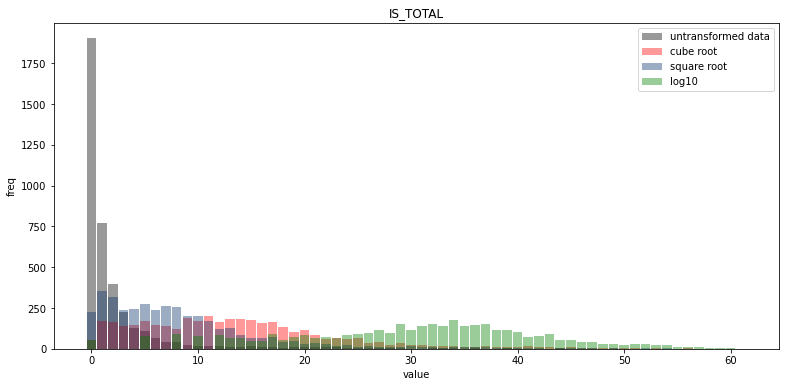 IS_TOTAL
untransformed data
cube root
square root
log10
1750
1500
1250
1000
750
500
250
0
freq
0 10 20 30 40 50 60
value